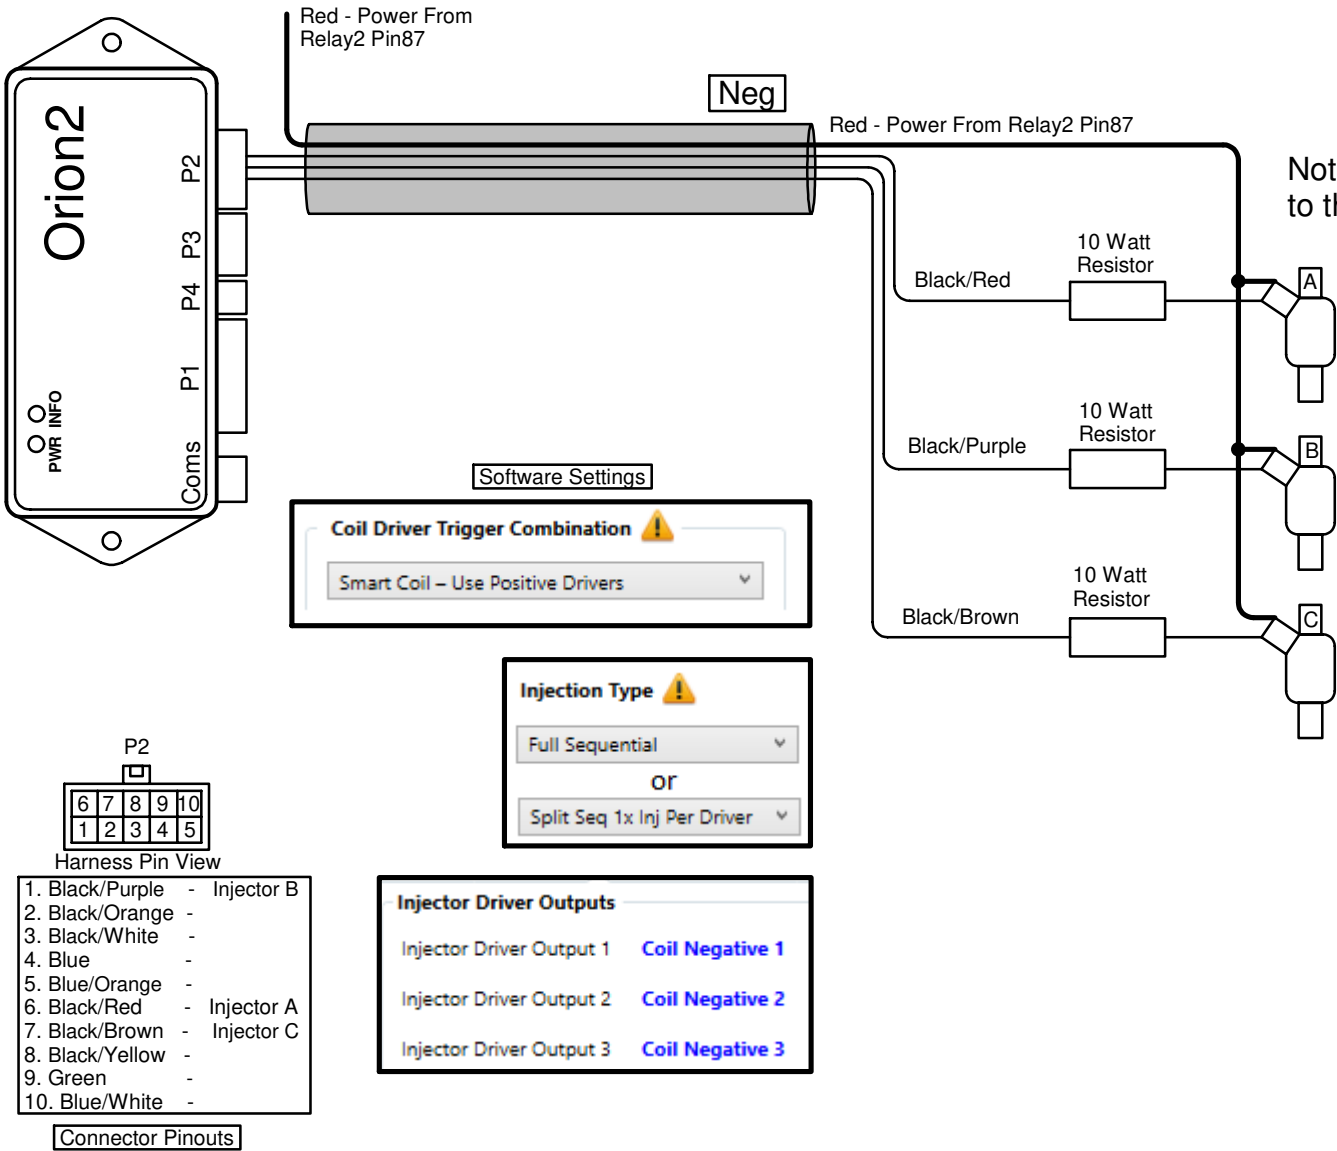 Red - Power From
Relay2 Pin87
Neg
Red - Power From Relay2 Pin87
Orion2
P2
P3
P4
P1
Coms
PWR INFO
10 Watt
Resistor
Black/Red
A
10 Watt
Resistor
Black/Purple
B
10 Watt
Resistor
Black/Brown
C
Software Settings
Coil Driver Trigger Combination
Smart Coil – Use Positive Drivers
Injection Type
Full Sequential
or
Split Seq 1x Inj Per Driver
Injector Driver Outputs
Injector Driver Output 1 Coil Negative 1
Injector Driver Output 2 Coil Negative 2
Injector Driver Output 3 Coil Negative 3
P2
6 7 8 9 10
1 2 3 4 5
Harness Pin View
1. Black/Purple - Injector B
2. Black/Orange -
3. Black/White -
4. Blue -
5. Blue/Orange -
6. Black/Red - Injector A
7. Black/Brown - Injector C
8. Black/Yellow -
9. Green -
10. Blue/White -
Connector Pinouts